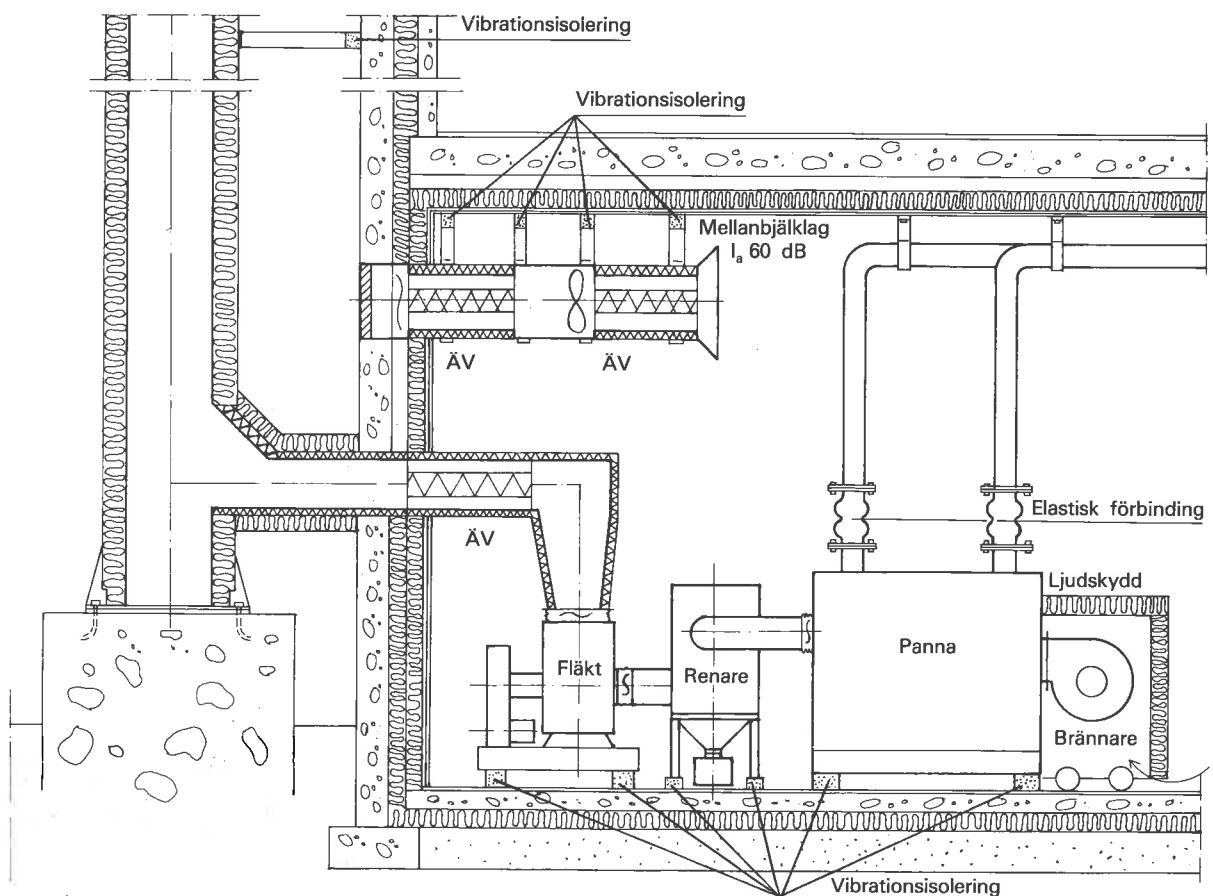 Vibrationsisolering
Vibrationsisolering
Mellanbjälklag
Ia 60 dB
ÄV
ÄV
ÄV
Elastisk förbinding
Ljudskydd
Fläkt
Renare
Panna
Brännare
Vibrationsisolering